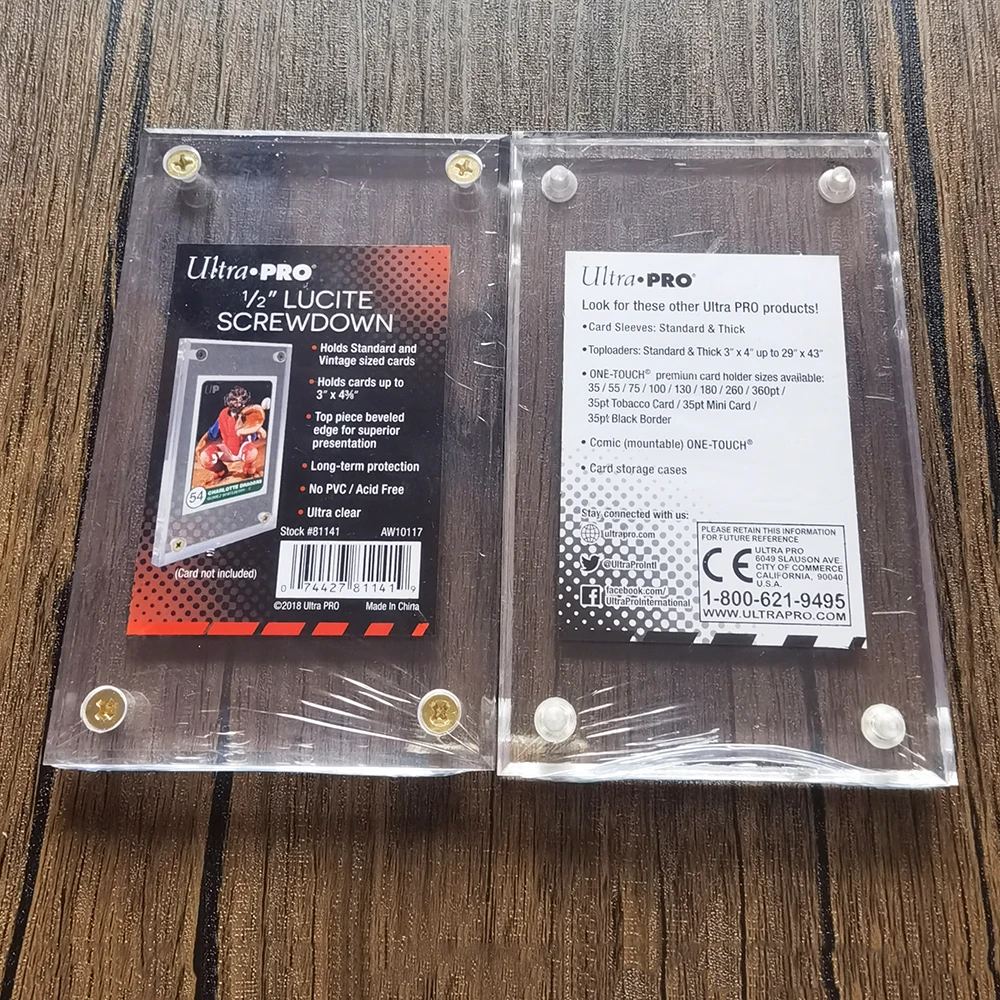 Ultra•PRO®
1/2" LUCITE
SCREWDOWN
• Holds Standard and
Vintage sized cards
• Holds cards up to
3" x 4⅜"
• Top piece beveled
edge for superior
presentation
• Long-term protection
• No PVC / Acid Free
• Ultra clear
UP
54
CHARLOTTE DRAGONS
(Card not included)
Stock #81141 AW10117
0 74427 81141 9
©2018 Ultra PRO Made In China
Ultra•PRO®
Look for these other Ultra PRO products!
• Card Sleeves: Standard & Thick
• Toploaders: Standard & Thick 3" x 4" up to 29" x 43"
• ONE-TOUCH® premium card holder sizes available:
35 / 55 / 75 / 100 / 130 / 180 / 260 / 360pt /
35pt Tobacco Card / 35pt Mini Card /
35pt Black Border
• Comic (mountable) ONE-TOUCH®
• Card storage cases
Stay connected with us:
ultrapro.com
@UltraProIntl
facebook.com/
UltraProInternational
PLEASE RETAIN THIS INFORMATION
FOR FUTURE REFERENCE
CE
ULTRA PRO
6049 SLAUSON AVE.
CITY OF COMMERCE
CALIFORNIA, 90040
U.S.A.
1-800-621-9495
WWW.ULTRAPRO.COM